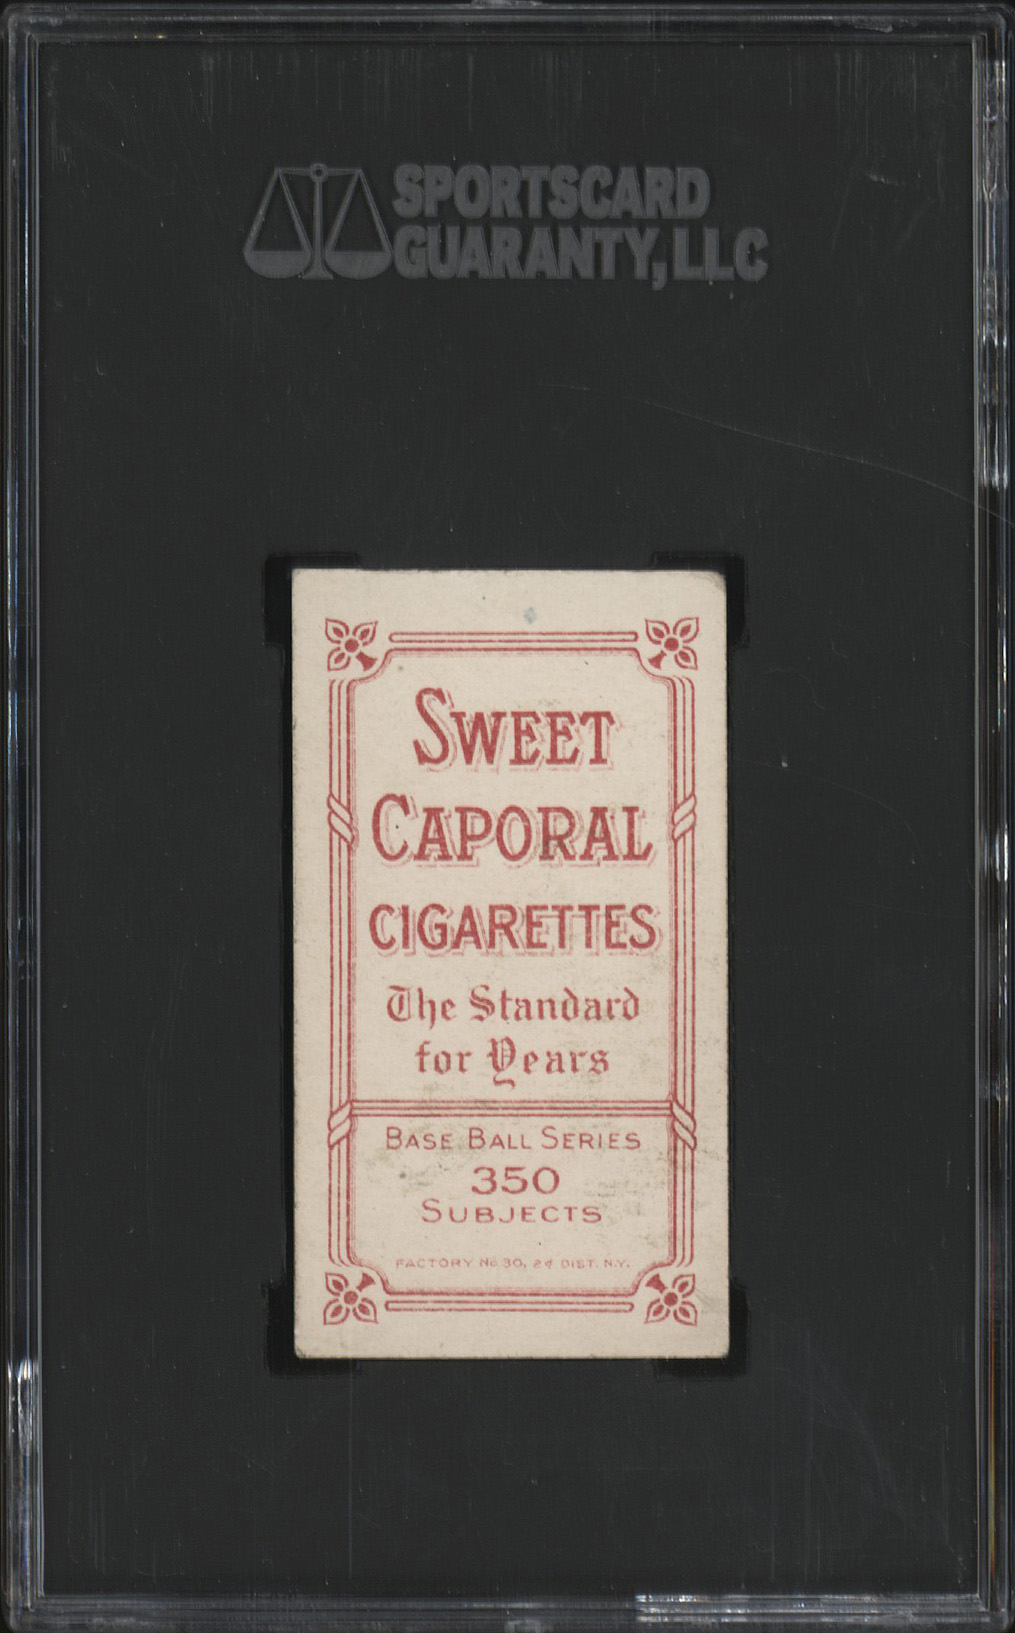 SPORTSCARD
GUARANTY, LLC
SWEET
CAPORAL
CIGARETTES
The Standard
for Years
BASE BALL SERIES
350
SUBJECTS
FACTORY No 30, 2d DIST. N.Y.